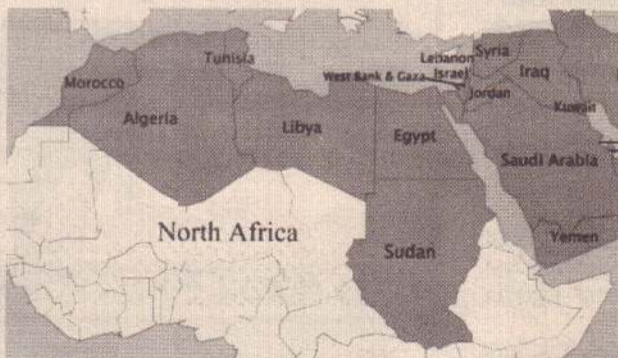 Tunisia
Lebanon
Syria
Morocco
West Bank & Gaza
Israel
Iraq
Jordan
Algeria
Libya
Egypt
Kuwait
Saudi Arabia
North Africa
Sudan
Yemen